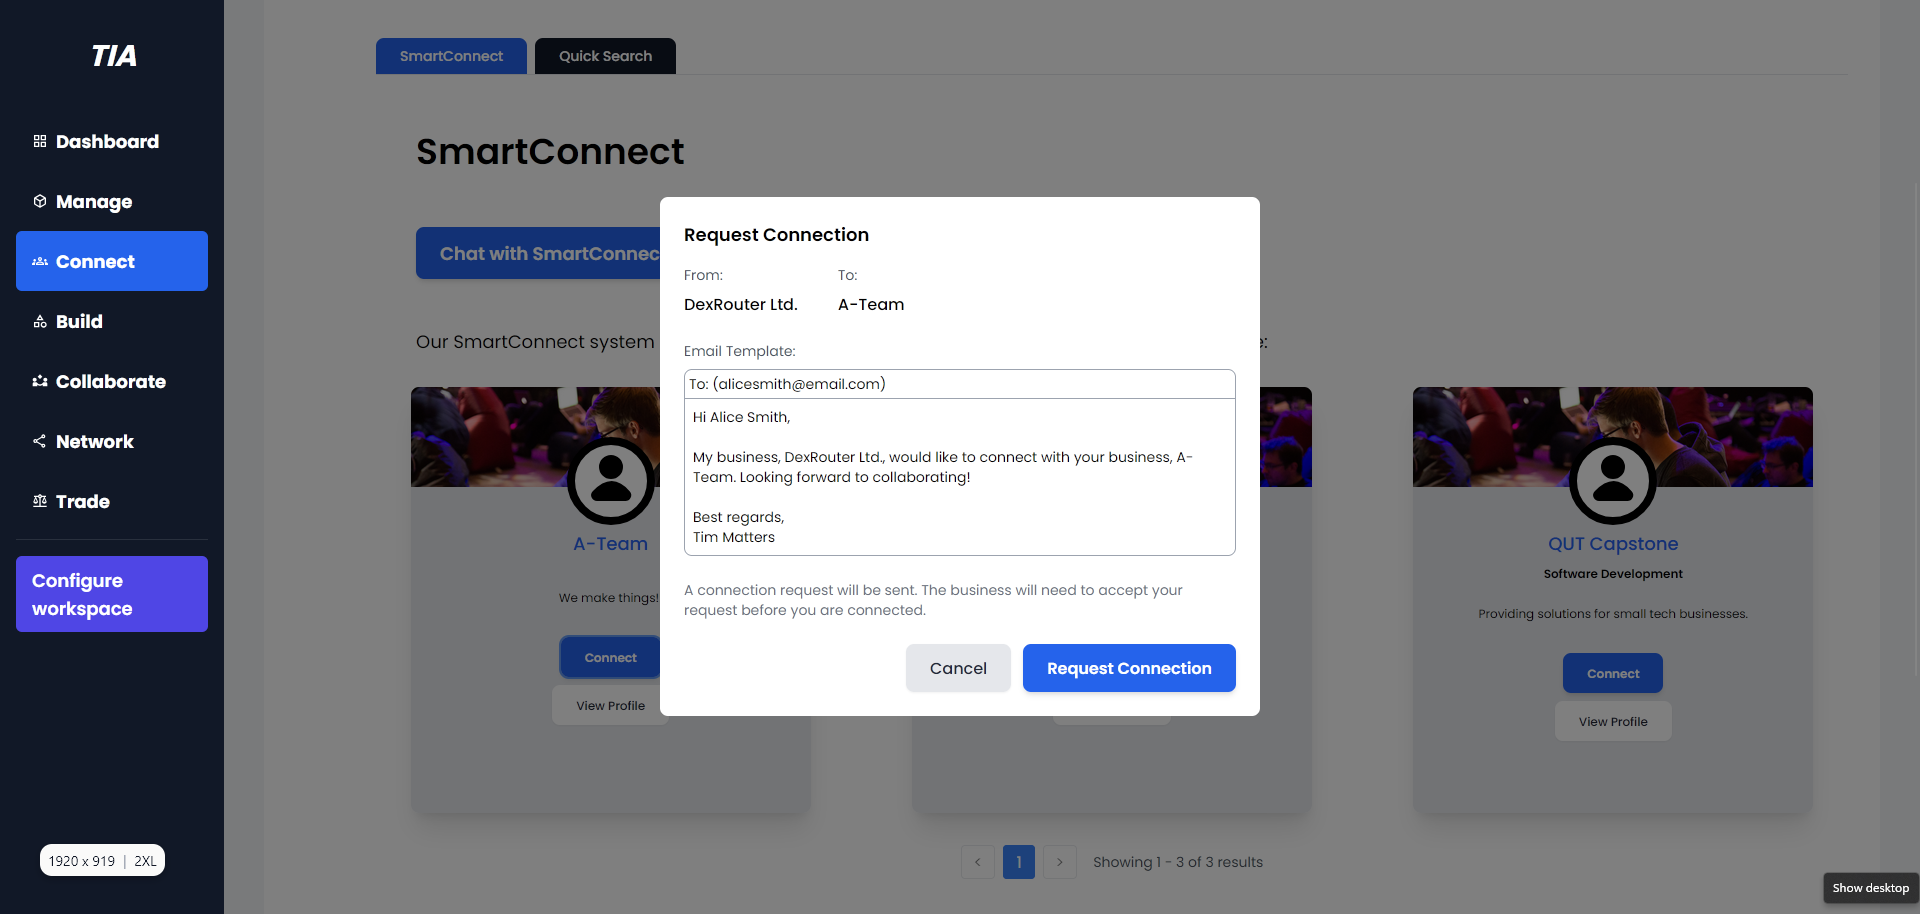 TIA
Dashboard
Manage
Connect
Build
Collaborate
Network
Trade
Configure
workspace
1920 x 919 | 2XL
SmartConnect
Quick Search
SmartConnect
Chat with SmartConnec
Our SmartConnect system
e:
Request Connection
From:
To:
DexRouter Ltd.
A-Team
Email Template:
To: (alicesmith@email.com)
Hi Alice Smith,
My business, DexRouter Ltd., would like to connect with your business, A-
Team. Looking forward to collaborating!
Best regards,
Tim Matters
A connection request will be sent. The business will need to accept your
request before you are connected.
Cancel
Request Connection
A-Team
We make things!
Connect
View Profile
QUT Capstone
Software Development
Providing solutions for small tech businesses.
Connect
View Profile
<
1
>
Showing 1 - 3 of 3 results
Show desktop